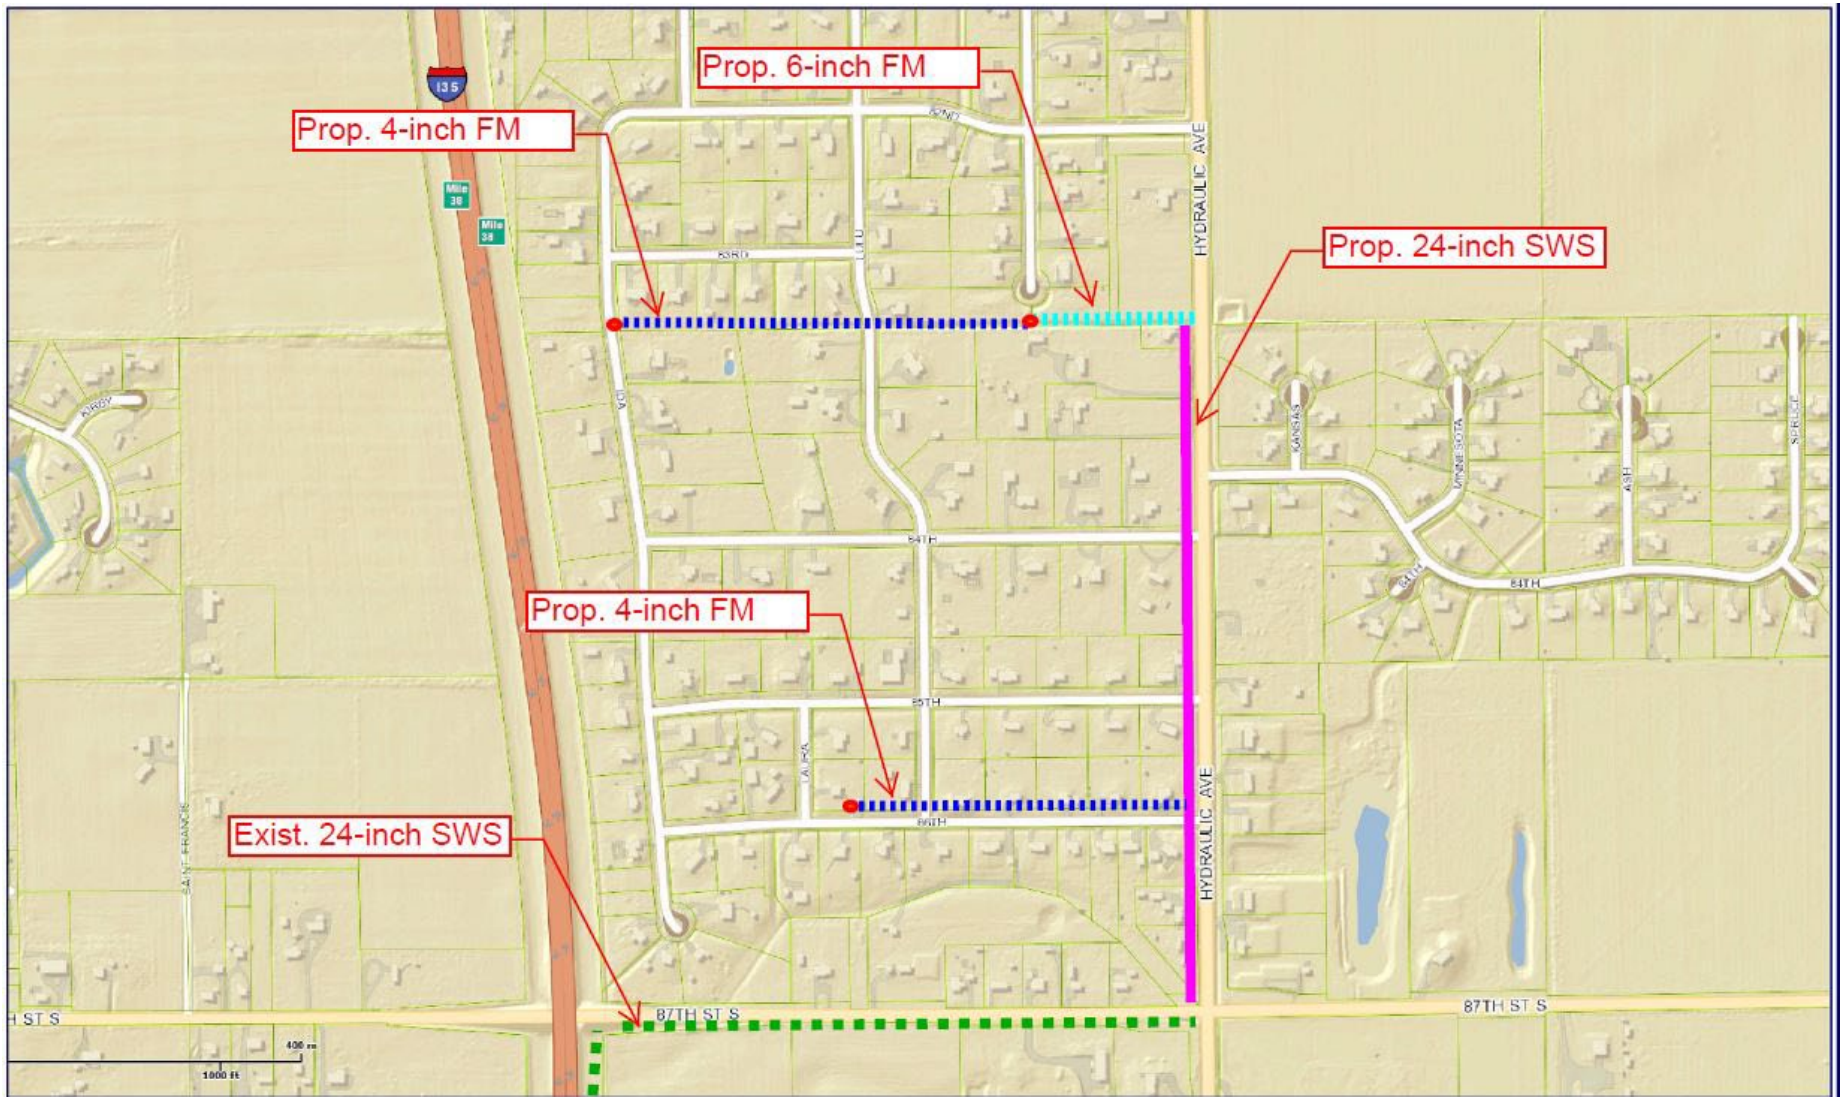 Prop. 6-inch FM
135
Prop. 4-inch FM
82ND
HYDRAULIC AVE
Mile
38
Mile
38
Prop. 24-inch SWS
LULU
83RD
IDA
KIRBY
KANSAS
MINNESOTA
ASH
SPRUCE
84TH
84TH
84TH
Prop. 4-inch FM
85TH
LAURA
HYDRAULIC AVE
86TH
Exist. 24-inch SWS
SAINT FRANCIS
H ST S
87TH ST S
87TH ST S
400 m
1000 ft